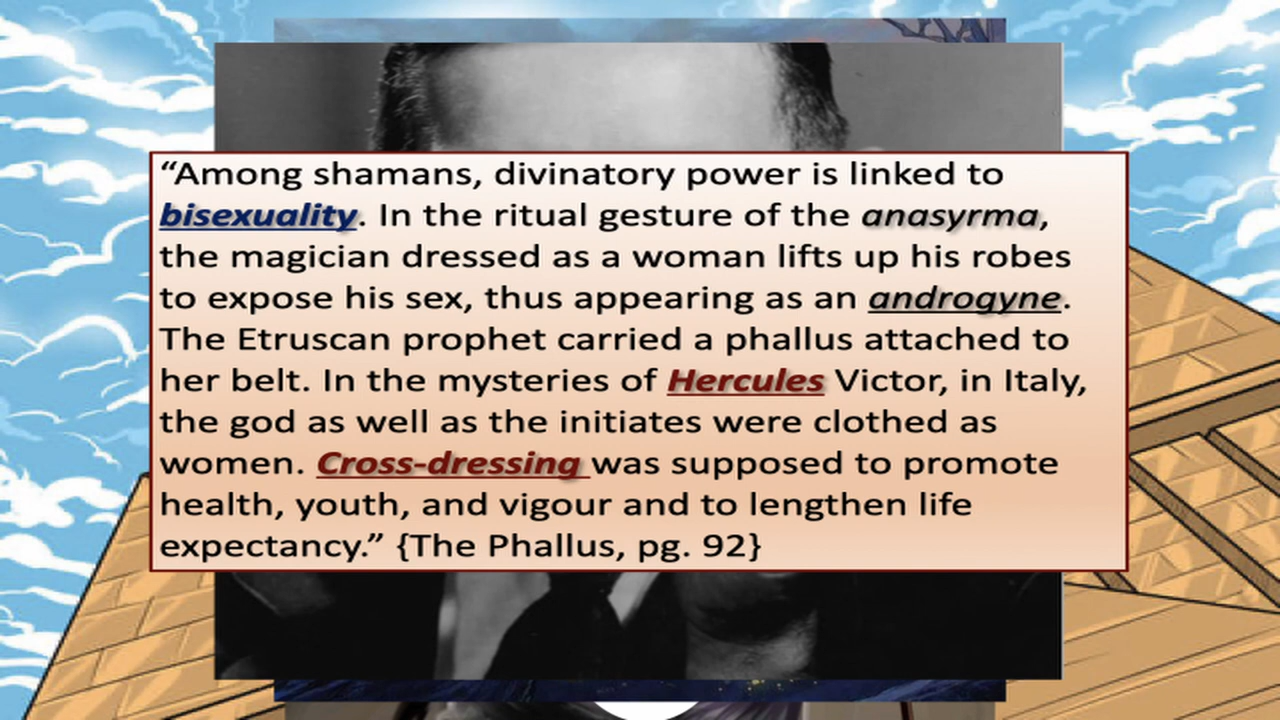 “Among shamans, divinatory power is linked to
bisexuality. In the ritual gesture of the anasyrma,
the magician dressed as a woman lifts up his robes
to expose his sex, thus appearing as an androgyne.
The Etruscan prophet carried a phallus attached to
her belt. In the mysteries of Hercules Victor, in Italy,
the god as well as the initiates were clothed as
women. Cross-dressing was supposed to promote
health, youth, and vigour and to lengthen life
expectancy.” {The Phallus, pg. 92}